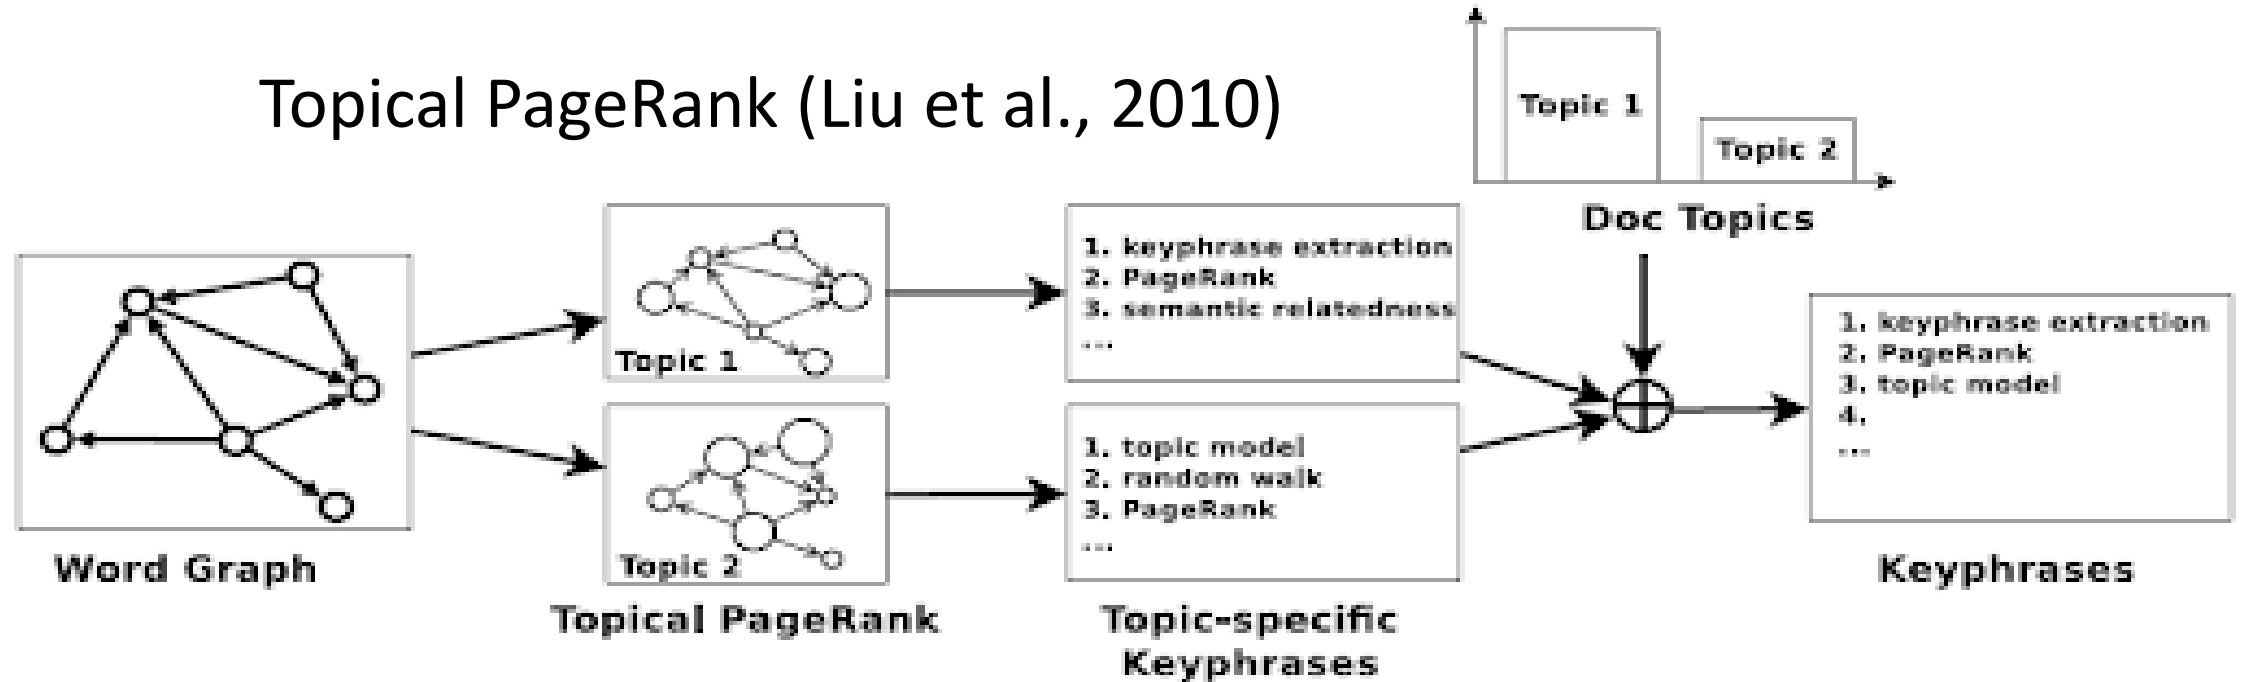 Topical PageRank (Liu et al., 2010)
Topic 1
Topic 2
Doc Topics
Word Graph
Topic 1
Topic 2
Topical PageRank
1. keyphrase extraction
2. PageRank
3. semantic relatedness
...
1. topic model
2. random walk
3. PageRank
...
Topic-specific
Keyphrases
1. keyphrase extraction
2. PageRank
3. topic model
4.
...
Keyphrases